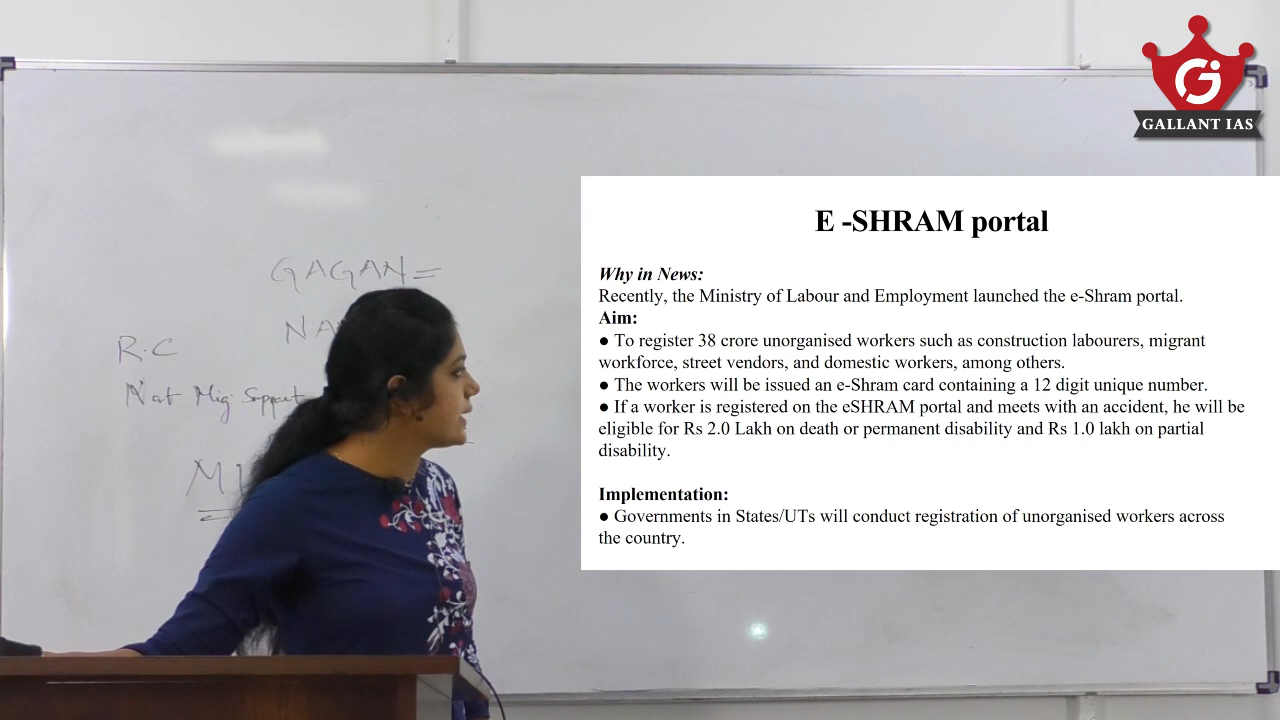 GALLANT IAS
GAGAN =
NA
R.C
Nat Mig. Support
E -SHRAM portal
Why in News:
Recently, the Ministry of Labour and Employment launched the e-Shram portal.
Aim:
● To register 38 crore unorganised workers such as construction labourers, migrant
workforce, street vendors, and domestic workers, among others.
● The workers will be issued an e-Shram card containing a 12 digit unique number.
● If a worker is registered on the eSHRAM portal and meets with an accident, he will be
eligible for Rs 2.0 Lakh on death or permanent disability and Rs 1.0 lakh on partial
disability.
Implementation:
● Governments in States/UTs will conduct registration of unorganised workers across
the country.